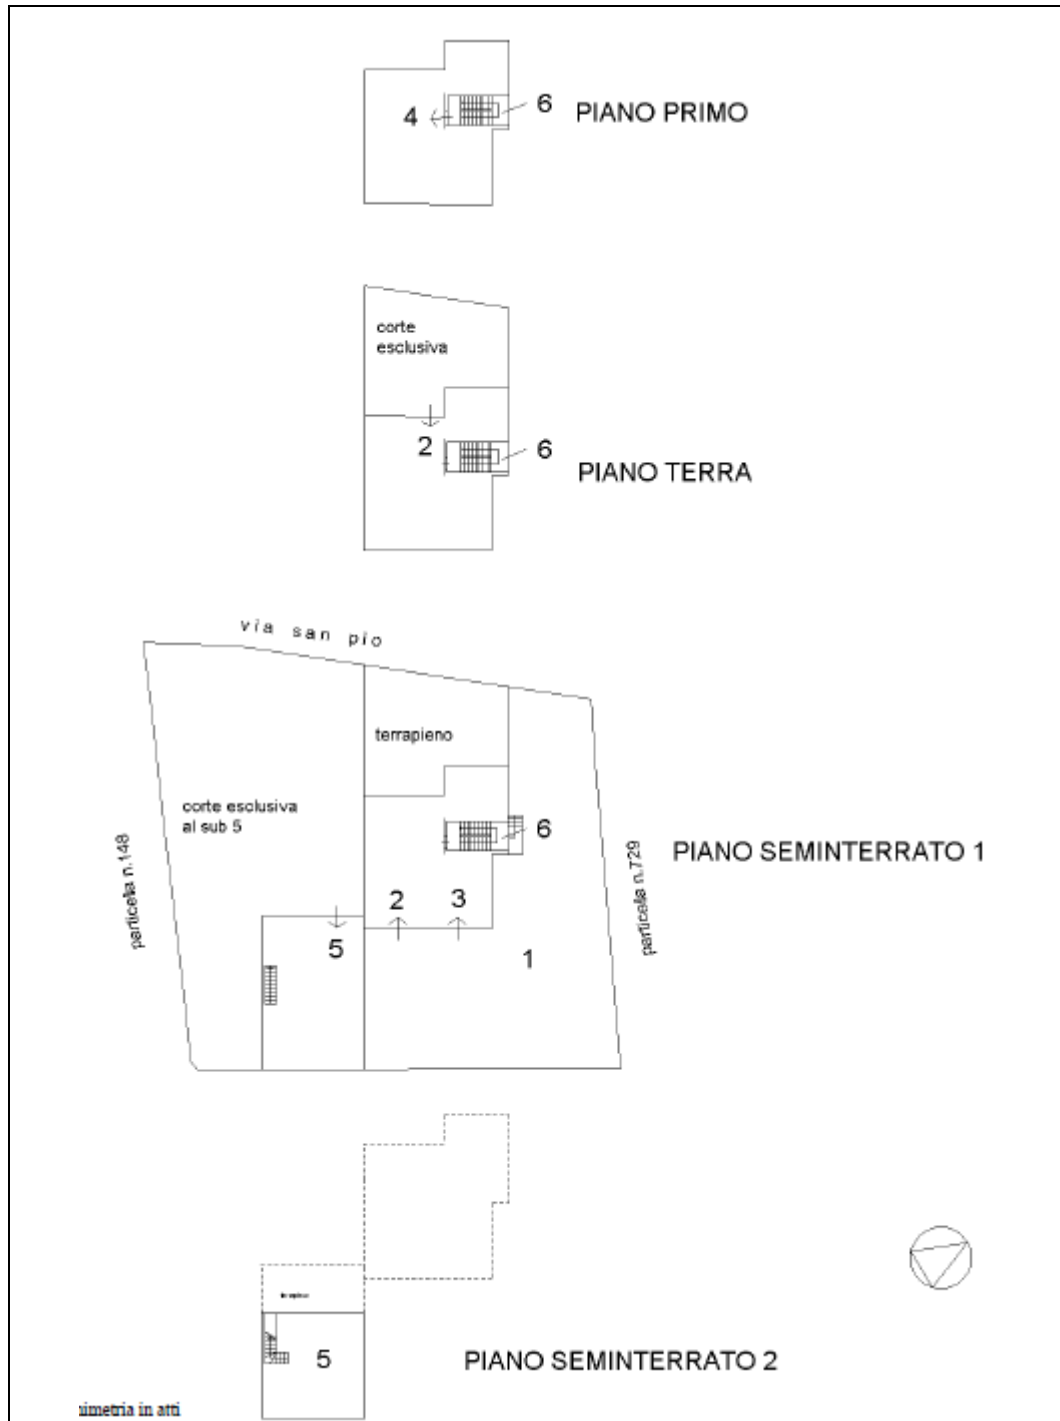 4
6
PIANO PRIMO
corte
esclusiva
2
6
PIANO TERRA
via san pio
terrapieno
corte esclusiva
al sub 5
6
particella n.148
particella n.729
PIANO SEMINTERRATO 1
2
3
5
1
5
PIANO SEMINTERRATO 2
nimetria in atti